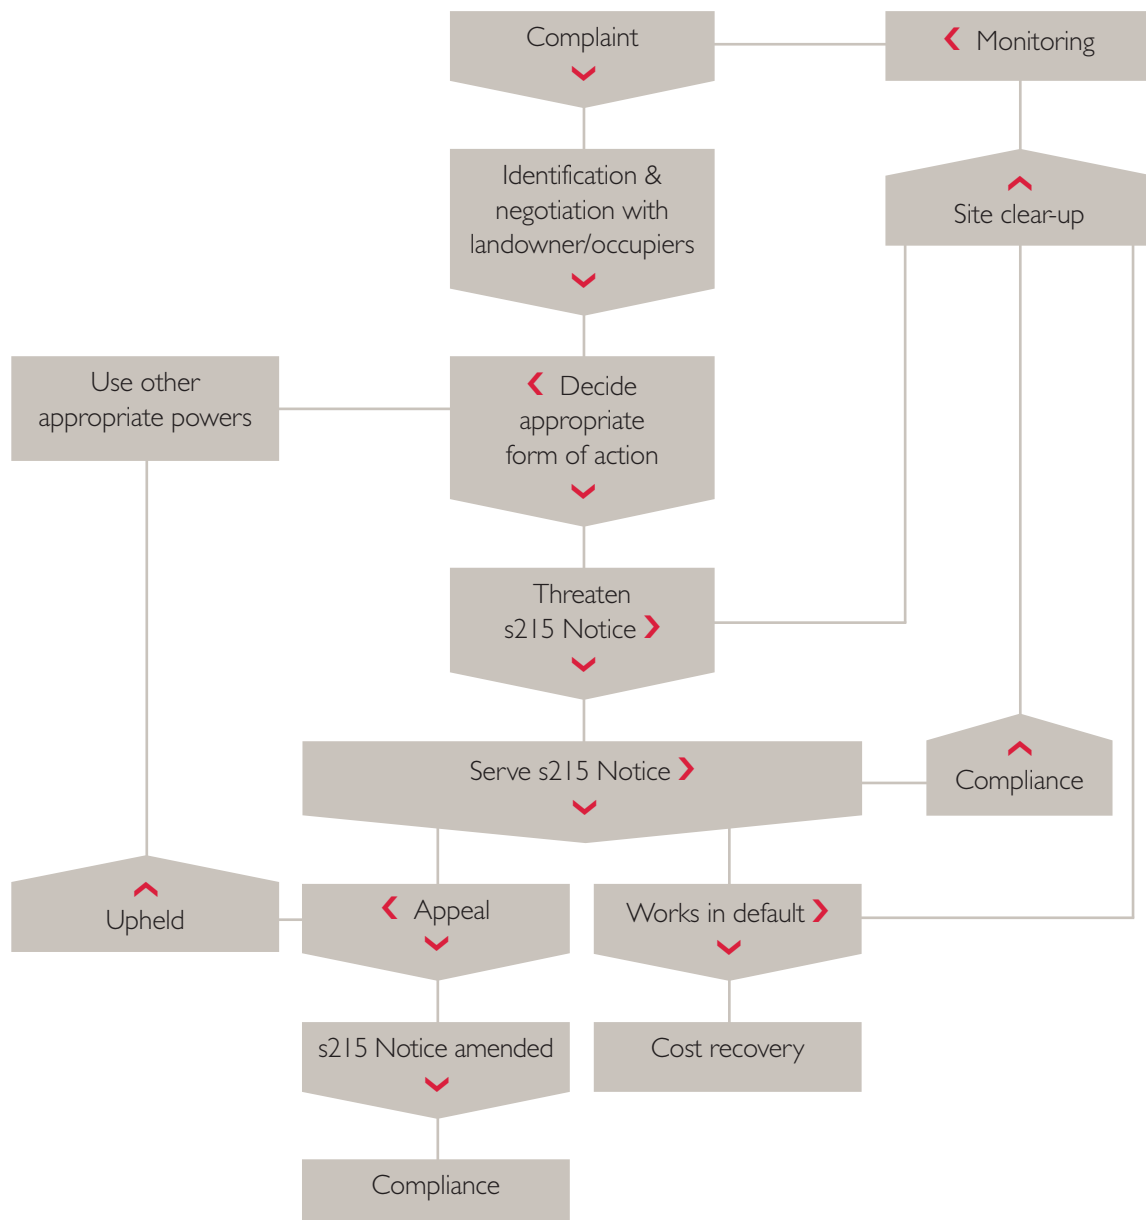 Complaint
Monitoring
Identification &
negotiation with
landowner/occupiers
Site clear-up
Use other
appropriate powers
Decide
appropriate
form of action
Threaten
s215 Notice
Serve s215 Notice
Compliance
Upheld
Appeal
Works in default
s215 Notice amended
Cost recovery
Compliance